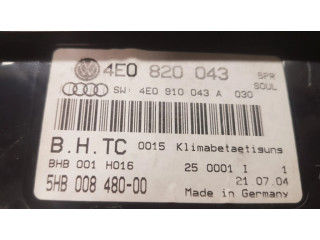 4E0 820 043 SPR
SW: 4E0 910 043 A 030 SOUL
B.H.TC 0015 Klimabetaetisuns
BHB 001 H016 25 0001 I 1
5HB 008 480-00 21 07.04
Made in Germany